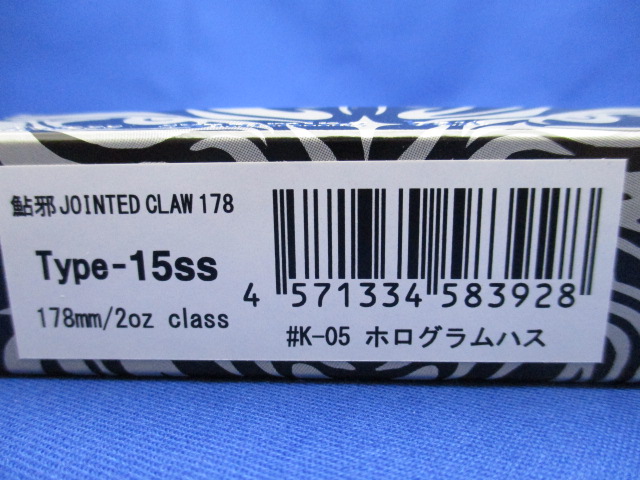 鮎邪 JOINTED CLAW 178
Type-15ss
178mm/2oz class
4 571334 583928
#K-05 ホログラムハス